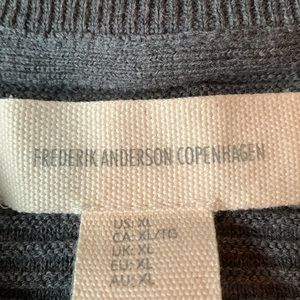 FREDERIK ANDERSON COPENHAGEN
US: XL
CA: XL/TG
UK: XL
EU: XL
AU: XL